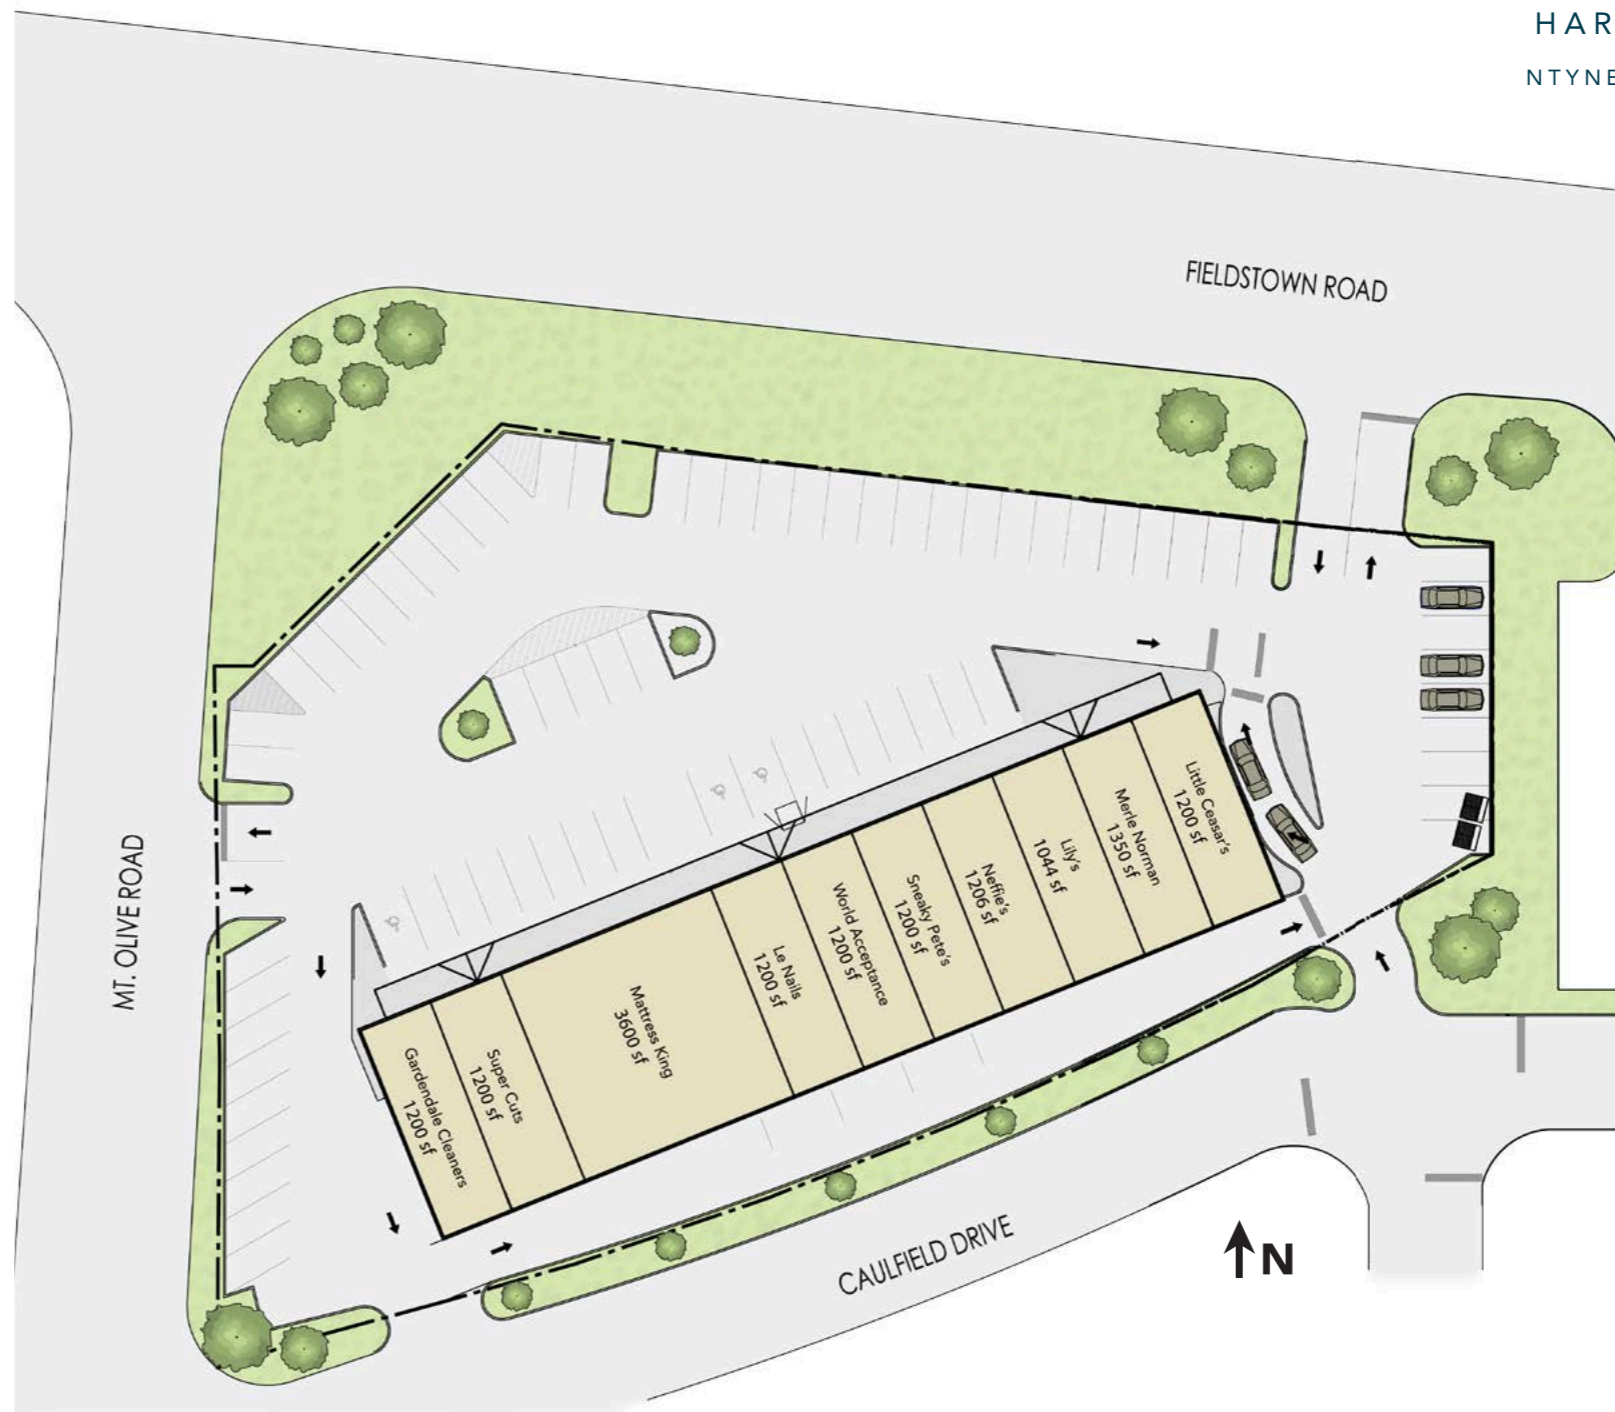 HAR
NTYNE
FIELDSTOWN ROAD
MT. OLIVE ROAD
Little Ceasar's
1200 sf
Merle Norman
1350 sf
Lily's
1044 sf
Neffie's
1206 sf
Sneaky Pete's
1200 sf
World Acceptance
1200 sf
Le Nails
1200 sf
Mattress King
3600 sf
Super Cuts
1200 sf
Gardendale Cleaners
1200 sf
CAULFIELD DRIVE
N